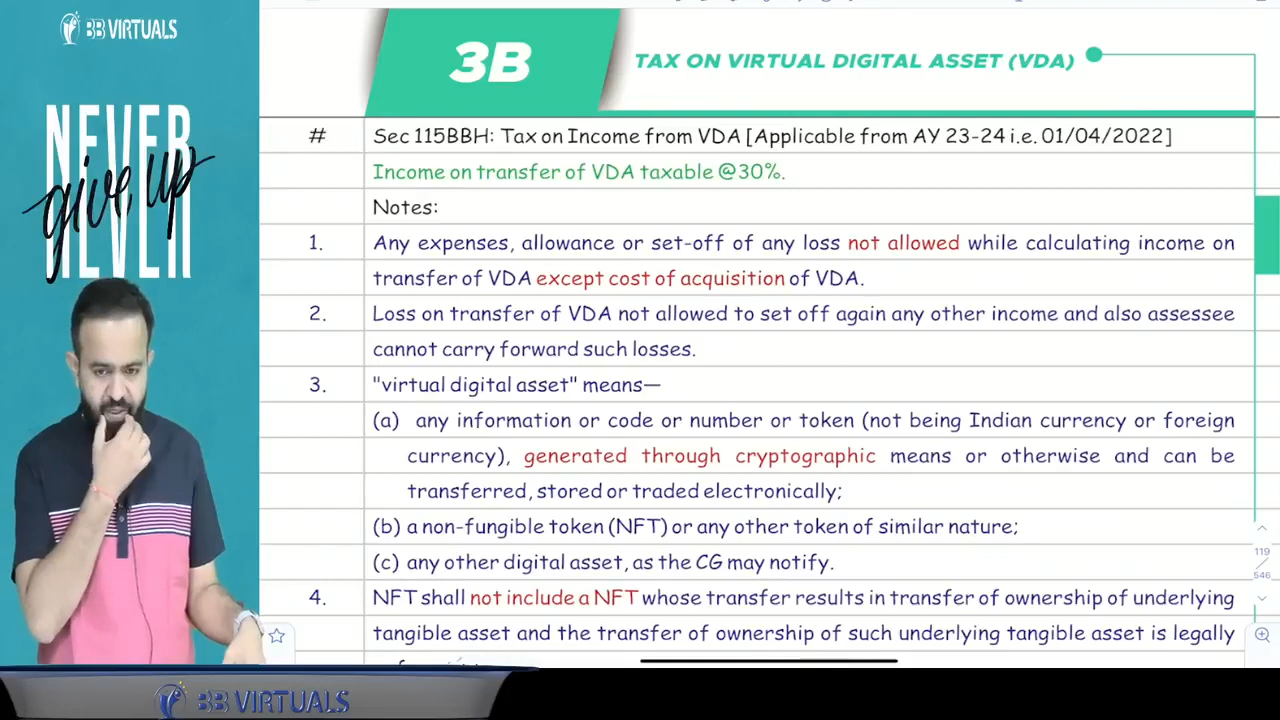 BB VIRTUALS
NEVER
give up
NEVER
3B
TAX ON VIRTUAL DIGITAL ASSET (VDA)
# Sec 115BBH: Tax on Income from VDA [Applicable from AY 23-24 i.e. 01/04/2022]
Income on transfer of VDA taxable @30%.
Notes:
1. Any expenses, allowance or set-off of any loss not allowed while calculating income on
transfer of VDA except cost of acquisition of VDA.
2. Loss on transfer of VDA not allowed to set off again any other income and also assessee
cannot carry forward such losses.
3. "virtual digital asset" means—
(a) any information or code or number or token (not being Indian currency or foreign
currency), generated through cryptographic means or otherwise and can be
transferred, stored or traded electronically;
(b) a non-fungible token (NFT) or any other token of similar nature;
(c) any other digital asset, as the CG may notify.
4. NFT shall not include a NFT whose transfer results in transfer of ownership of underlying
tangible asset and the transfer of ownership of such underlying tangible asset is legally
119
546
BB VIRTUALS